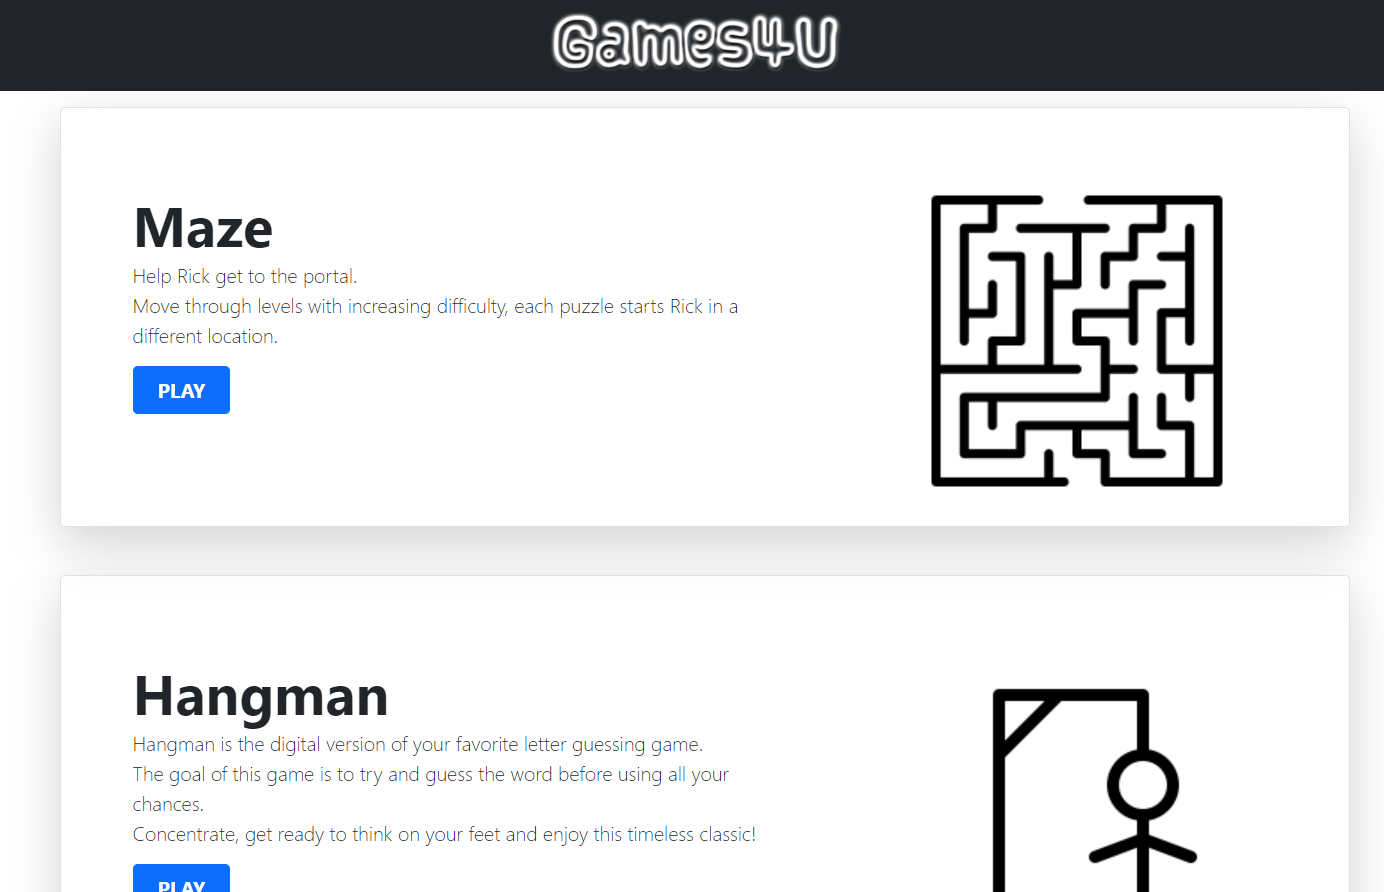 Games4U
Maze
Help Rick get to the portal.
Move through levels with increasing difficulty, each puzzle starts Rick in a
different location.
PLAY
Hangman
Hangman is the digital version of your favorite letter guessing game.
The goal of this game is to try and guess the word before using all your
chances.
Concentrate, get ready to think on your feet and enjoy this timeless classic!
PLAY